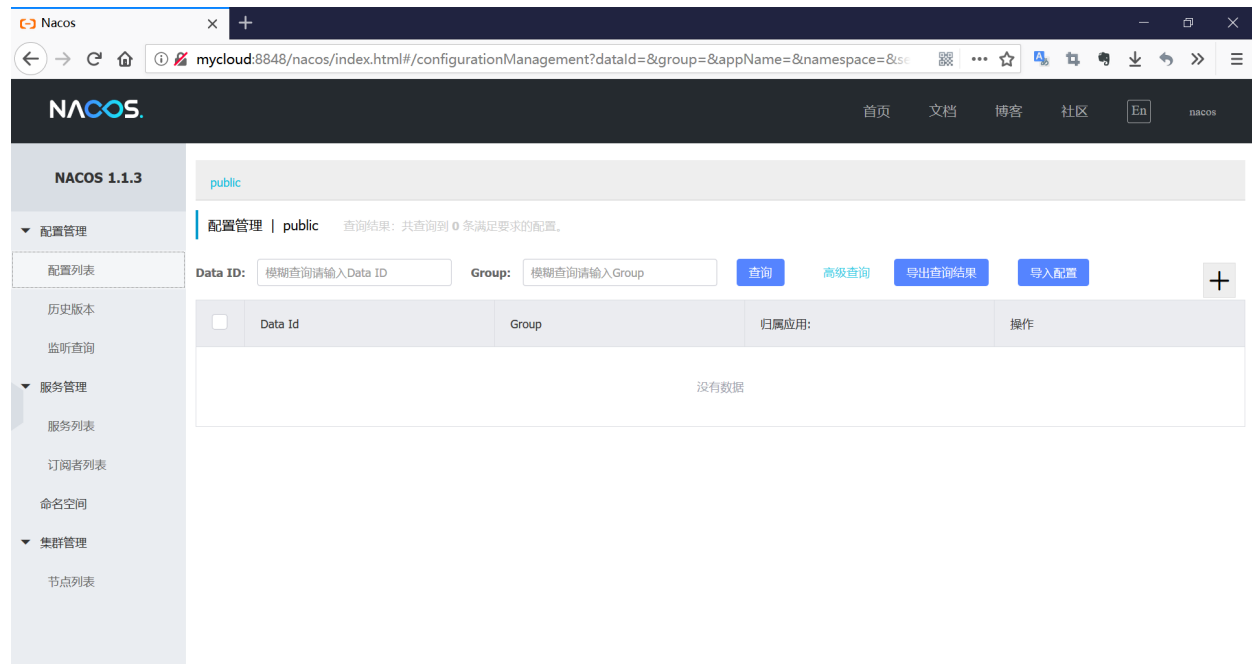 Nacos
mycloud:8848/nacos/index.html#/configurationManagement?dataId=&group=&appName=&namespace=&se
NACOS.
首页 文档 博客 社区 En nacos
NACOS 1.1.3
public
配置管理
配置管理 | public 查询结果：共查询到 0 条满足要求的配置。
配置列表
Data ID: 模糊查询请输入Data ID Group: 模糊查询请输入Group 查询 高级查询 导出查询结果 导入配置
历史版本
Data Id Group 归属应用: 操作
监听查询
服务管理
没有数据
服务列表
订阅者列表
命名空间
集群管理
节点列表